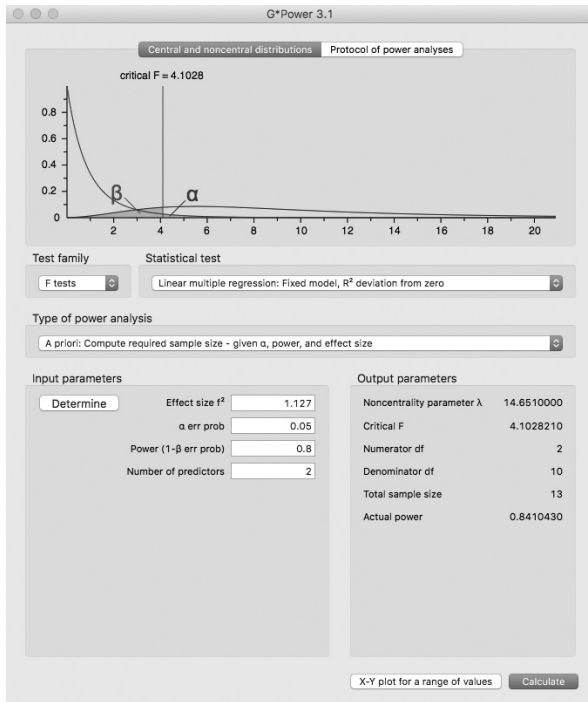 G*Power 3.1
Central and noncentral distributions Protocol of power analyses
critical F = 4.1028
0.8
0.6
0.4
0.2
0
β α
2 4 6 8 10 12 14 16 18 20
Test family Statistical test
F tests Linear multiple regression: Fixed model, R² deviation from zero
Type of power analysis
A priori: Compute required sample size - given α, power, and effect size
Input parameters Output parameters
Determine Effect size f² 1.127 Noncentrality parameter λ 14.6510000
α err prob 0.05 Critical F 4.1028210
Power (1-β err prob) 0.8 Numerator df 2
Number of predictors 2 Denominator df 10
Total sample size 13
Actual power 0.8410430
X-Y plot for a range of values Calculate